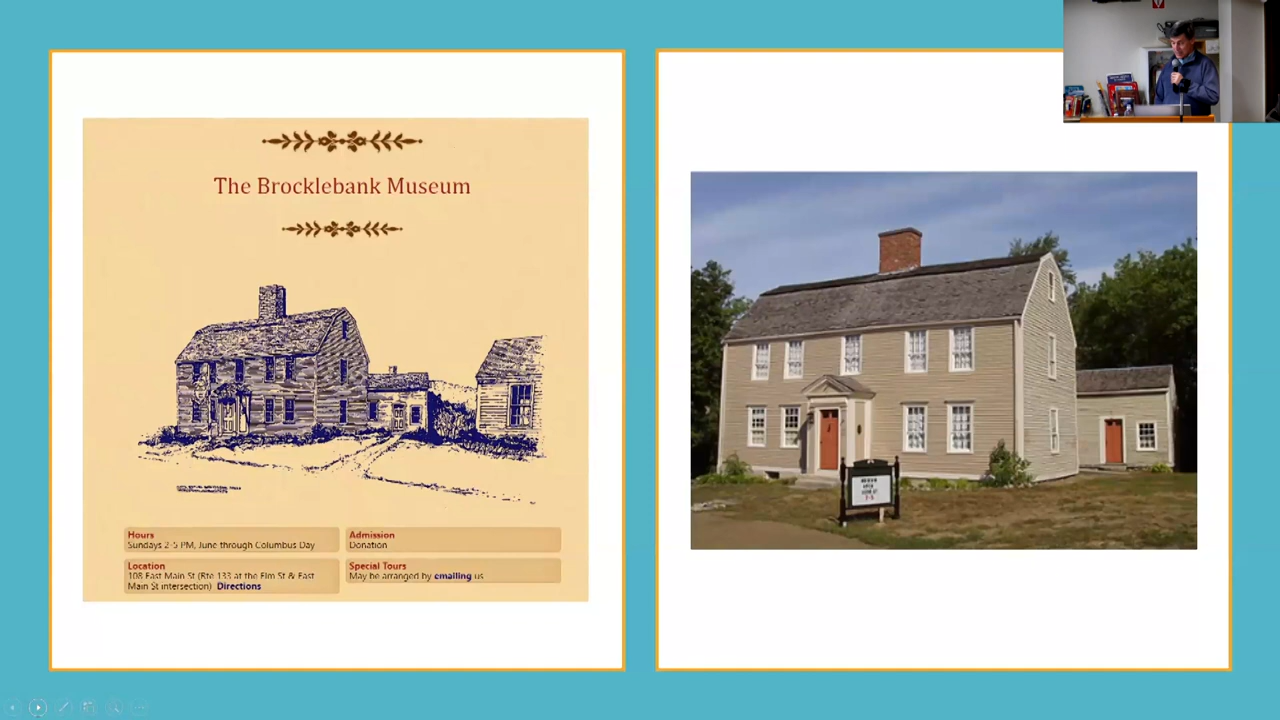 The Brocklebank Museum
Hours
Sundays 2-5 PM, June through Columbus Day
Admission
Donation
Location
108 East Main St (Rte 133 at the Elm St & East
Main St intersection) Directions
Special Tours
May be arranged by emailing us